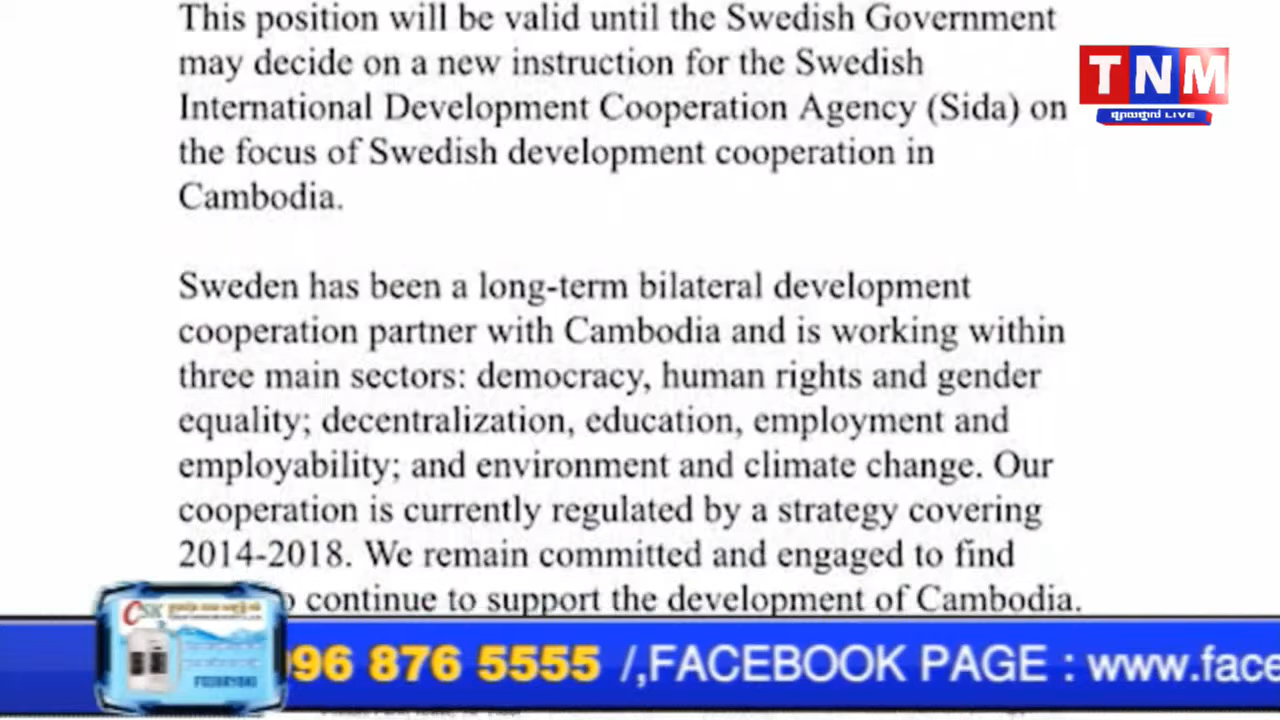 This position will be valid until the Swedish Government
may decide on a new instruction for the Swedish
International Development Cooperation Agency (Sida) on
the focus of Swedish development cooperation in
Cambodia.
Sweden has been a long-term bilateral development
cooperation partner with Cambodia and is working within
three main sectors: democracy, human rights and gender
equality; decentralization, education, employment and
employability; and environment and climate change. Our
cooperation is currently regulated by a strategy covering
2014-2018. We remain committed and engaged to find
continue to support the development of Cambodia.
TNM
LIVE
CSK
96 876 5555 /,FACEBOOK PAGE : www.face